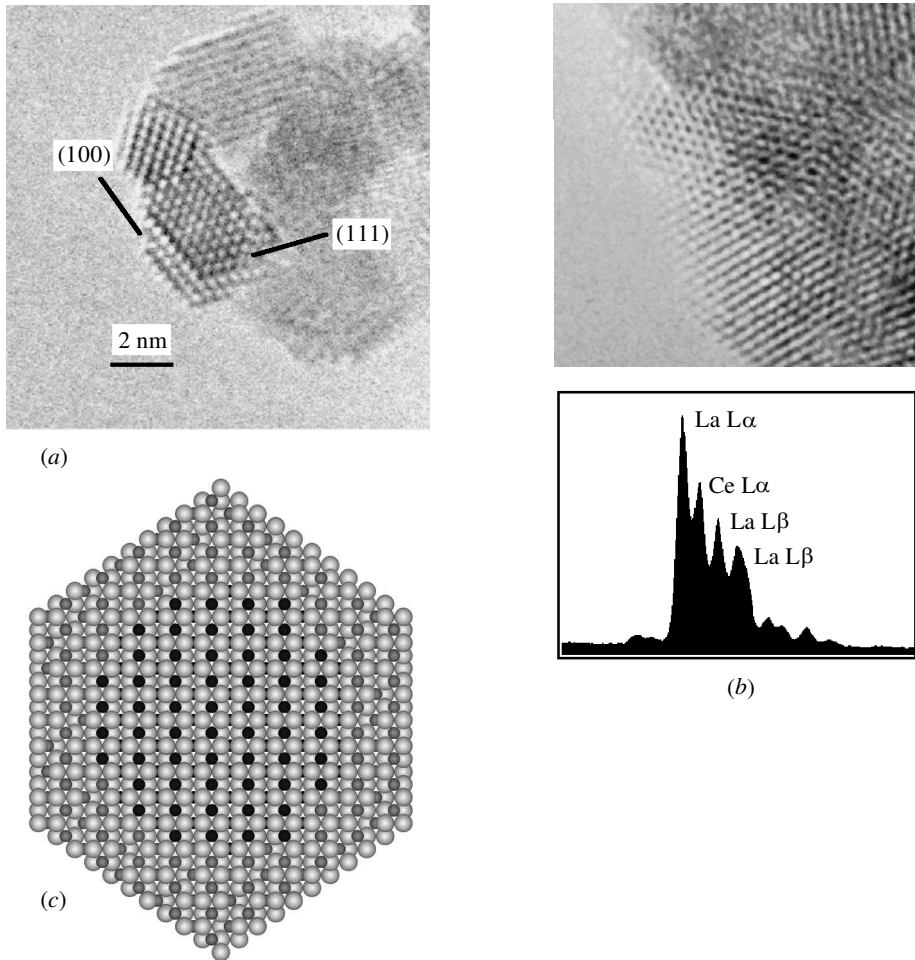 (100)
(111)
2 nm
(a)
La Lα
Ce Lα
La Lβ
La Lβ
(b)
(c)